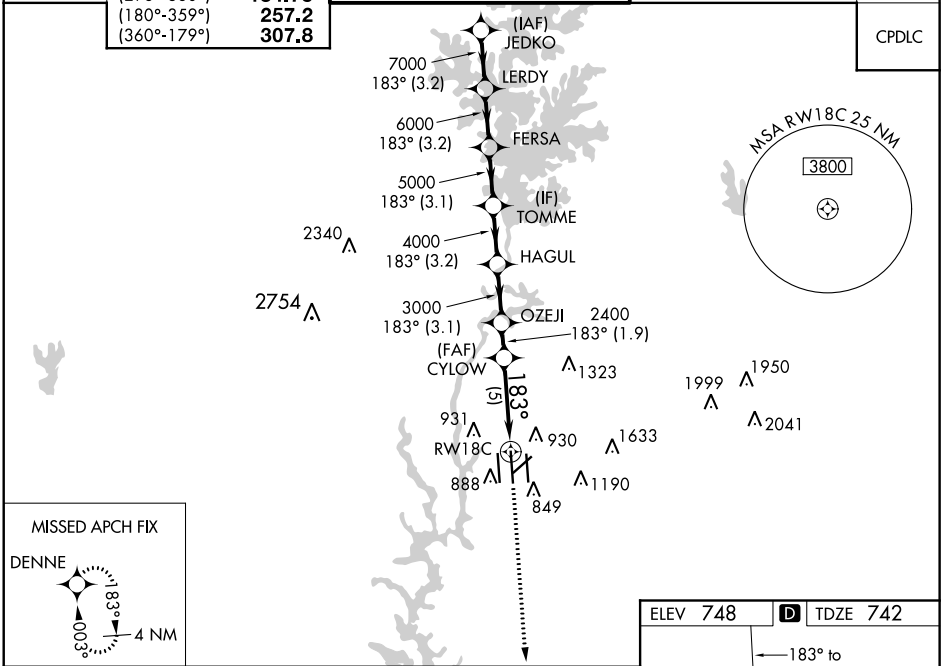 (180°-359°) 257.2
(360°-179°) 307.8
CPDLC
(IAF)
JEDKO
7000
183° (3.2)
LERDY
6000
183° (3.2)
FERSA
5000
183° (3.1)
(IF)
TOMME
4000
183° (3.2)
HAGUL
3000
183° (3.1)
OZEJI
2400
183° (1.9)
(FAF)
CYLOW
183°
(5)
RW18C
MSA RW18C 25 NM
3800
2340
2754
1323
1999
1950
2041
931
930
1633
888
849
1190
MISSED APCH FIX
DENNE
183°
003°
4 NM
ELEV 748 D TDZE 742
183° to